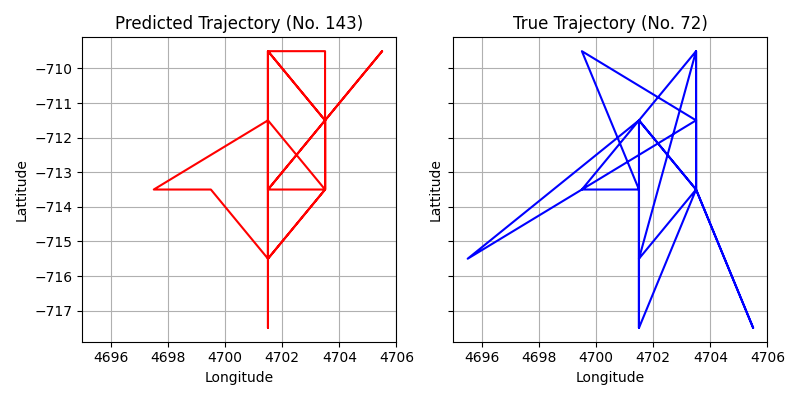 Predicted Trajectory (No. 143)
Lattitude
−710
−711
−712
−713
−714
−715
−716
−717
4696 4698 4700 4702 4704 4706
Longitude
True Trajectory (No. 72)
Lattitude
4696 4698 4700 4702 4704 4706
Longitude